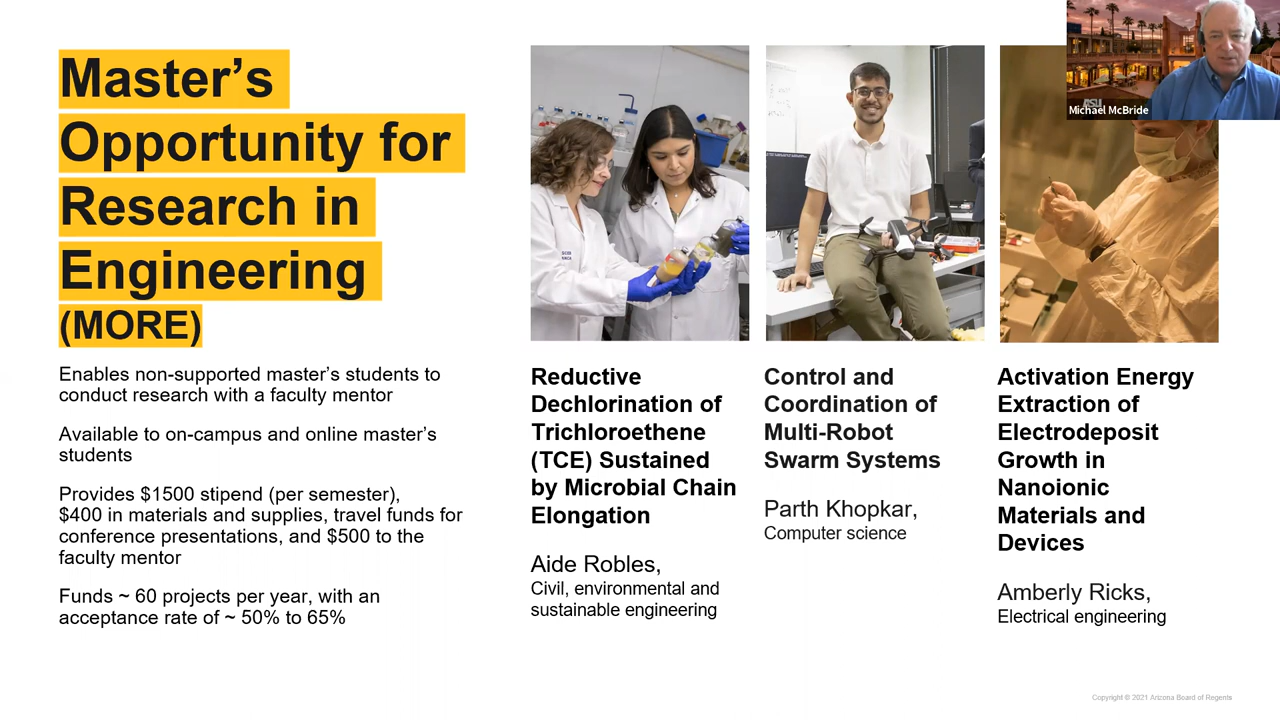 Master's
Opportunity for
Research in
Engineering
(MORE)
Enables non-supported master's students to
conduct research with a faculty mentor
Available to on-campus and online master's
students
Provides $1500 stipend (per semester),
$400 in materials and supplies, travel funds for
conference presentations, and $500 to the
faculty mentor
Funds ~ 60 projects per year, with an
acceptance rate of ~ 50% to 65%
Reductive
Dechlorination of
Trichloroethene
(TCE) Sustained
by Microbial Chain
Elongation
Aide Robles,
Civil, environmental and
sustainable engineering
Control and
Coordination of
Multi-Robot
Swarm Systems
Parth Khopkar,
Computer science
Activation Energy
Extraction of
Electrodeposit
Growth in
Nanoionic
Materials and
Devices
Amberly Ricks,
Electrical engineering
ASU
Michael McBride
Copyright © 2021 Arizona Board of Regents